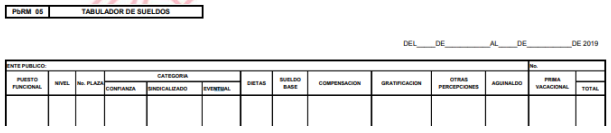 PbRM 05 TABULADOR DE SUELDOS
DEL____DE__________AL____DE__________DE 2019
ENTE PUBLICO: No.
PUESTO FUNCIONAL NIVEL No. PLAZA CATEGORIA DIETAS SUELDO BASE COMPENSACION GRATIFICACION OTRAS PERCEPCIONES AGUINALDO PRIMA VACACIONAL TOTAL
CONFIANZA SINDICALIZADO EVENTUAL